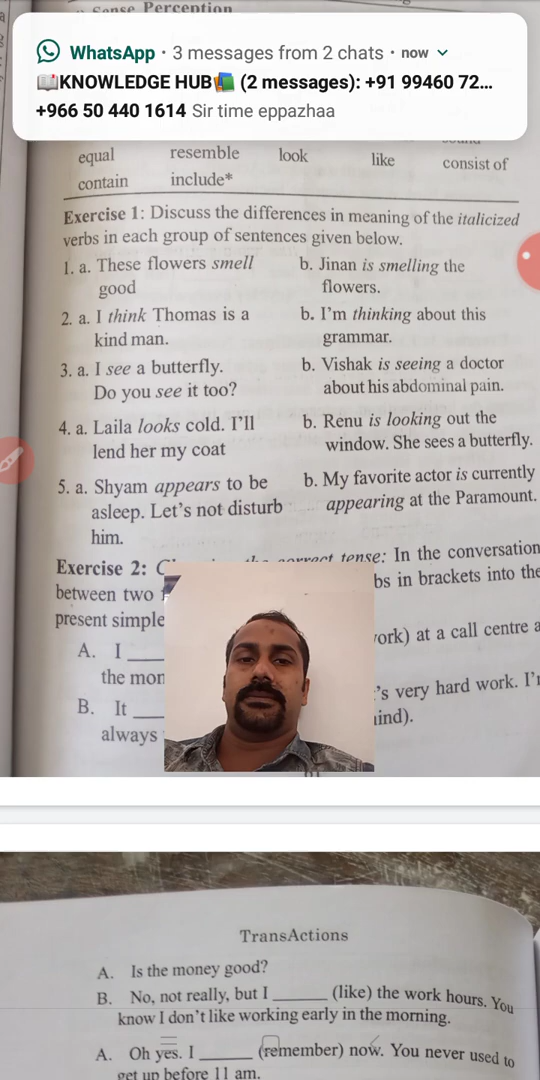 Sense Perception
WhatsApp · 3 messages from 2 chats · now
📖KNOWLEDGE HUB📚 (2 messages): +91 99460 72...
+966 50 440 1614 Sir time eppazhaa
sound
equal resemble look like consist of
contain include*
Exercise 1: Discuss the differences in meaning of the italicized
verbs in each group of sentences given below.
1. a. These flowers smell
good
b. Jinan is smelling the
flowers.
2. a. I think Thomas is a
kind man.
b. I'm thinking about this
grammar.
3. a. I see a butterfly.
Do you see it too?
b. Vishak is seeing a doctor
about his abdominal pain.
4. a. Laila looks cold. I'll
lend her my coat
b. Renu is looking out the
window. She sees a butterfly.
5. a. Shyam appears to be
asleep. Let's not disturb
him.
b. My favorite actor is currently
appearing at the Paramount.
Exercise 2: correct tense: In the conversation
between two bs in brackets into the
present simple
A. I ____ ork) at a call centre a
the mon 's very hard work. I'
B. It ____ ind).
always
TransActions
A. Is the money good?
B. No, not really, but I ______ (like) the work hours. You
know I don't like working early in the morning.
A. Oh yes. I ______ (remember) now. You never used to
get up before 11 am.